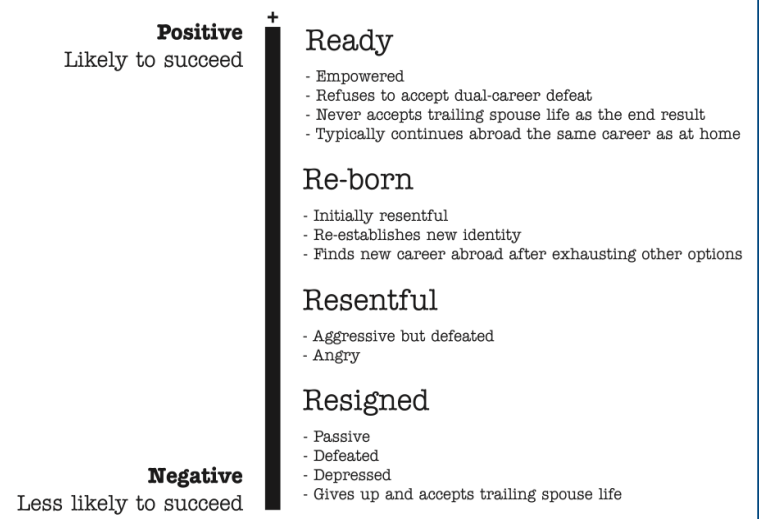 +
Positive
Likely to succeed
Ready
- Empowered
- Refuses to accept dual-career defeat
- Never accepts trailing spouse life as the end result
- Typically continues abroad the same career as at home
Re-born
- Initially resentful
- Re-establishes new identity
- Finds new career abroad after exhausting other options
Resentful
- Aggressive but defeated
- Angry
Resigned
- Passive
- Defeated
- Depressed
- Gives up and accepts trailing spouse life
Negative
Less likely to succeed